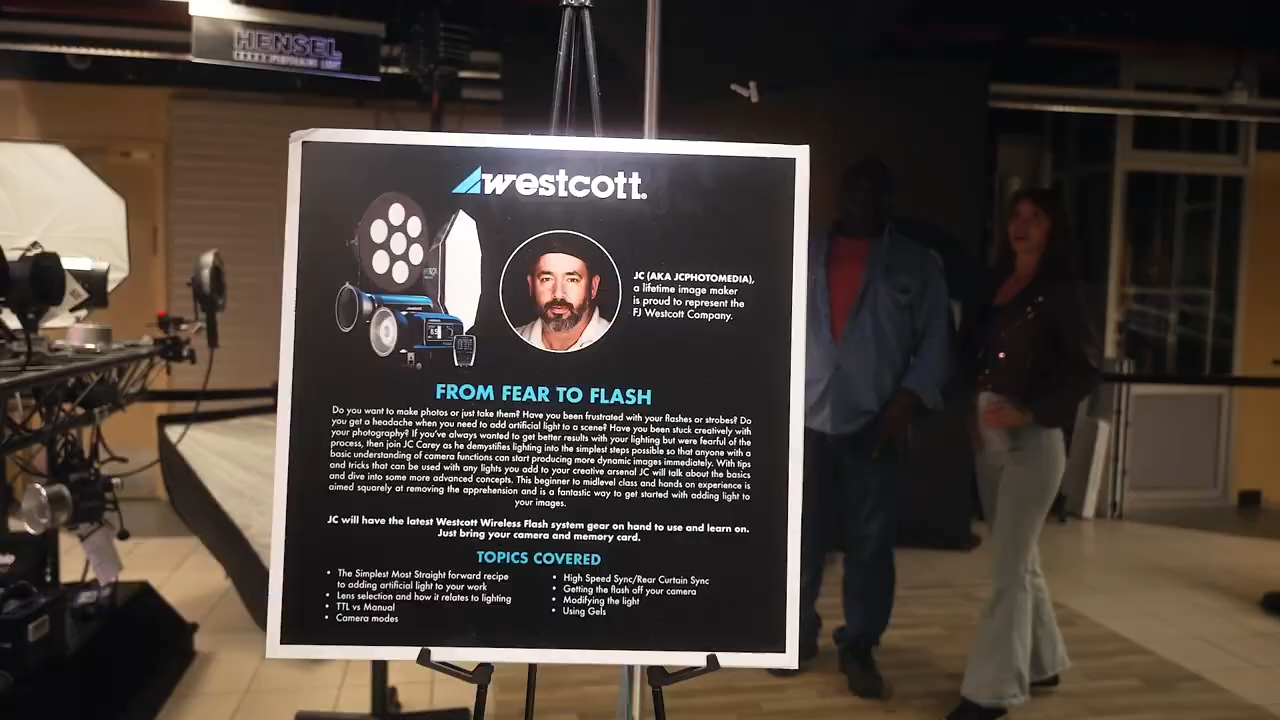 HENSEL
westcott.
JC (AKA JCPHOTOMEDIA),
a lifetime image maker
is proud to represent the
FJ Westcott Company.
FROM FEAR TO FLASH
Do you want to make photos or just take them? Have you been frustrated with your flashes or strobes? Do
you get a headache when you need to add artificial light to a scene? Have you been stuck creatively with
your photography? If you've always wanted to get better results with your lighting but were fearful of the
process, then join JC Carey as he demystifies lighting into the simplest steps possible so that anyone with a
basic understanding of camera functions can start producing more dynamic images immediately. With tips
and tricks that can be used with any lights you add to your creative arsenal JC will talk about the basics
and dive into some more advanced concepts. This beginner to midlevel class and hands on experience is
aimed squarely at removing the apprehension and is a fantastic way to get started with adding light to
your images.
JC will have the latest Westcott Wireless Flash system gear on hand to use and learn on.
Just bring your camera and memory card.
TOPICS COVERED
• The Simplest Most Straight forward recipe
to adding artificial light to your work
• Lens selection and how it relates to lighting
• TTL vs Manual
• Camera modes
• High Speed Sync/Rear Curtain Sync
• Getting the flash off your camera
• Modifying the light
• Using Gels